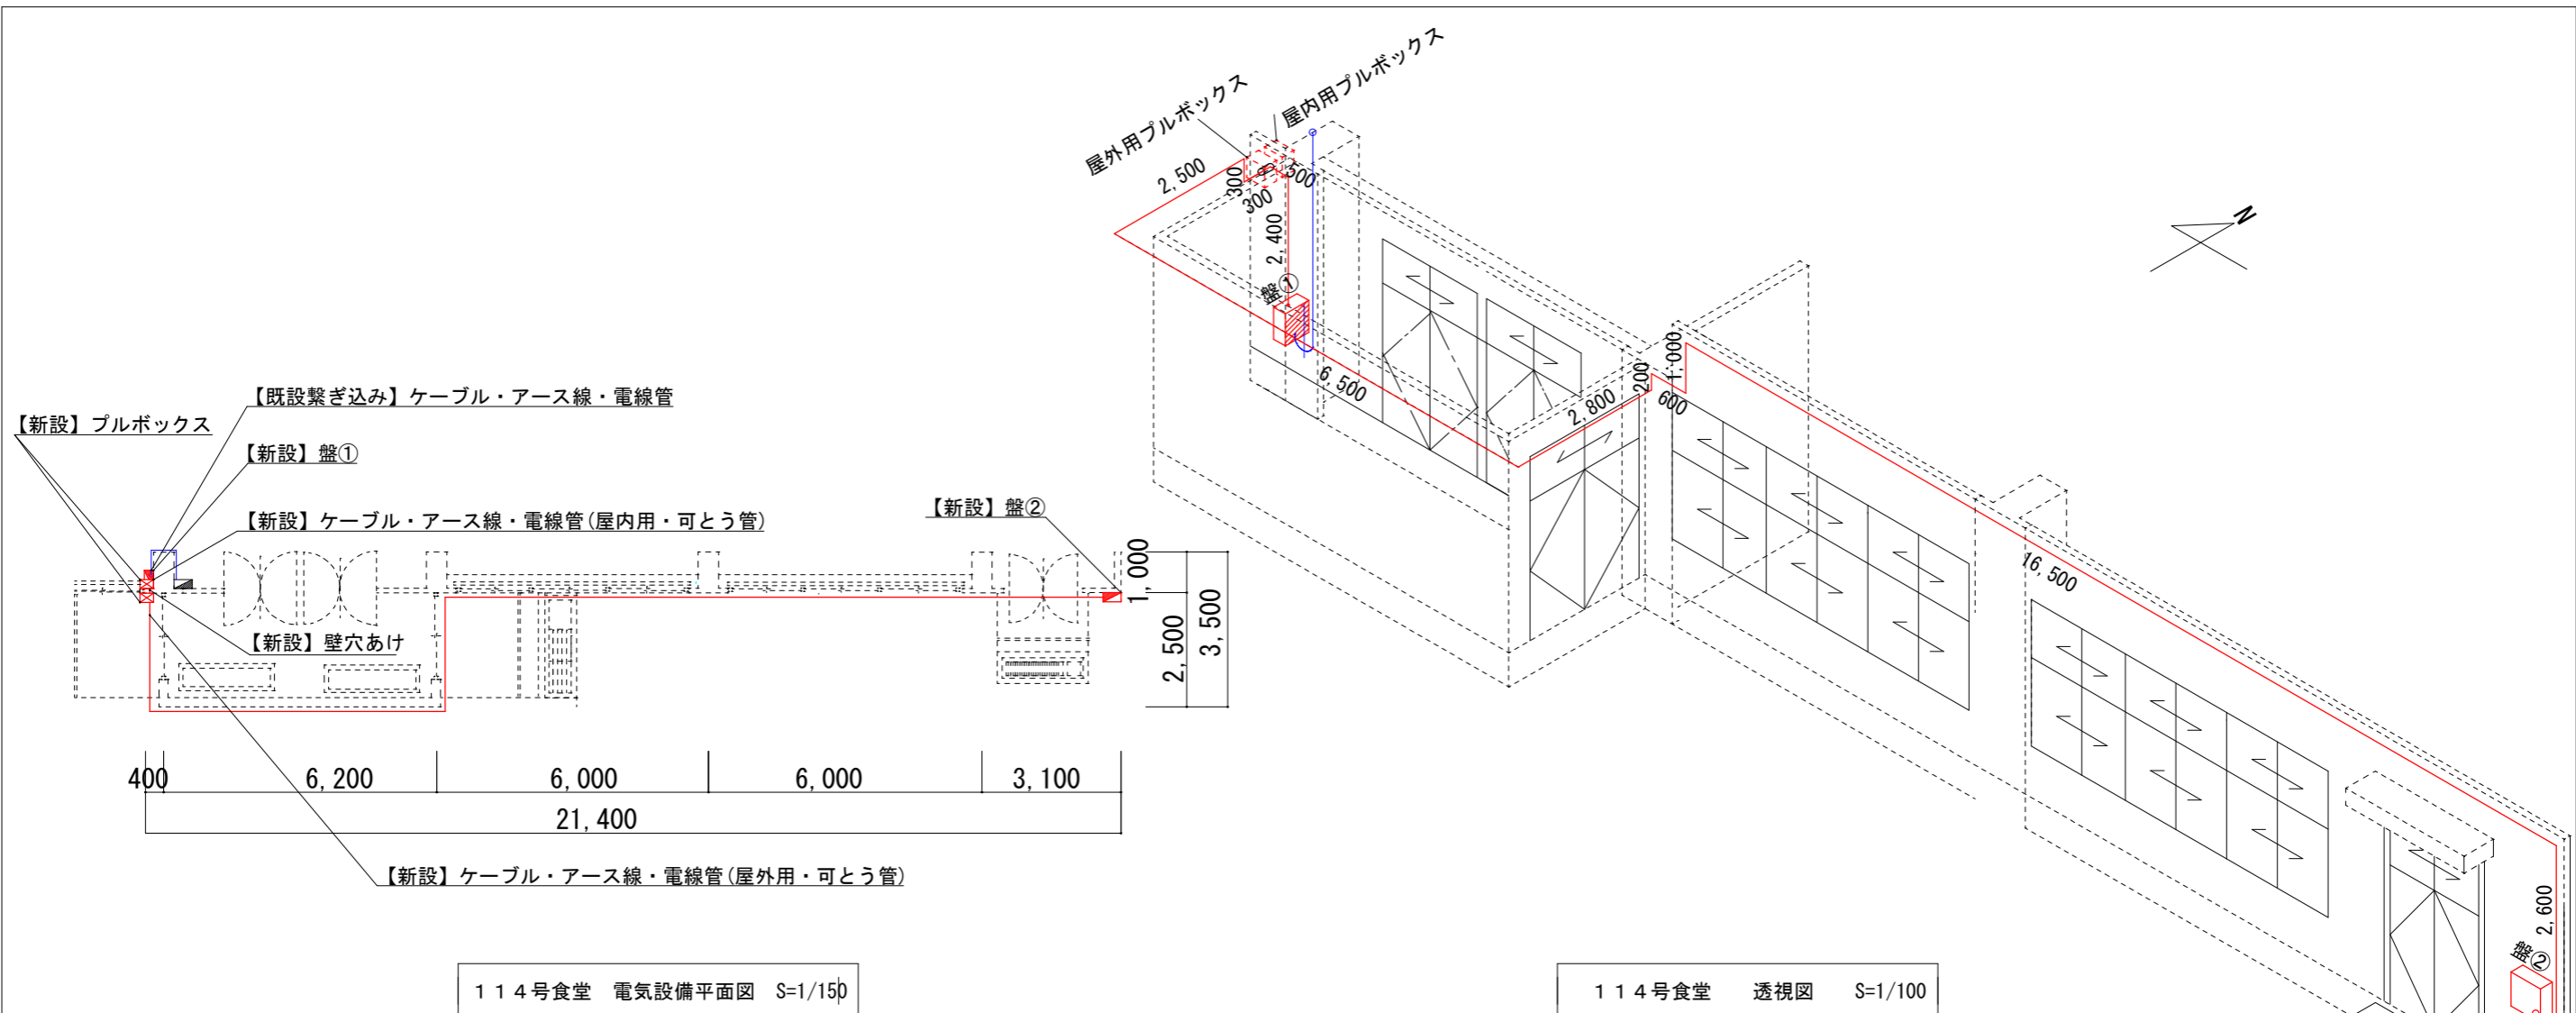 【既設繋ぎ込み】ケーブル・アース線・電線管
【新設】プルボックス
【新設】盤①
【新設】ケーブル・アース線・電線管(屋内用・可とう管)
【新設】盤②
【新設】壁穴あけ
1,000
2,500
3,500
400
6,200
6,000
6,000
3,100
21,400
【新設】ケーブル・アース線・電線管(屋外用・可とう管)
114号食堂 電気設備平面図 S=1/150
屋外用プルボックス
屋内用プルボックス
2,500
300
500
300
2,400
盤①
6,500
2,800
200
600
1,000
N
16,500
2,600
盤②
114号食堂 透視図 S=1/100